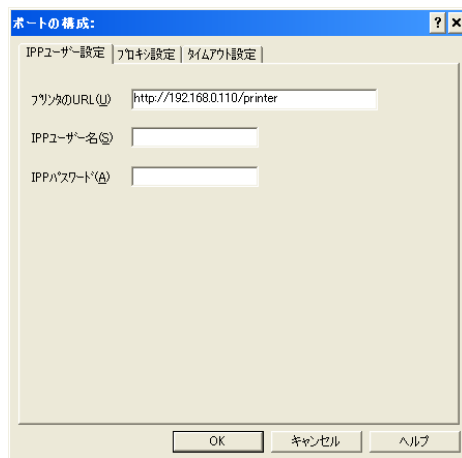 ポートの構成:
IPPユーザー設定 プロキシ設定 タイムアウト設定
プリンタのURL(U) http://192.168.0.110/printer
IPPユーザー名(S)
IPPパスワード(A)
OK キャンセル ヘルプ